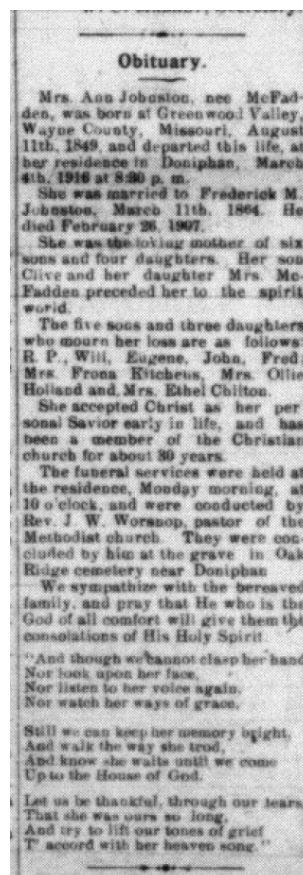 Obituary.
Mrs. Ann Johnston, nee McFad-
den, was born at Greenwood Valley,
Wayne County, Missouri, August
11th, 1849, and departed this life, at
her residence in Doniphan, March
4th, 1916 at 8:30 p. m.
She was married to Frederick M.
Johnston, March 11th, 1864. He
died February 26, 1907.
She was the loving mother of six
sons and four daughters. Her son
Clive and her daughter Mrs. Mc-
Fadden preceded her to the spirit
world.
The five sons and three daughters
who mourn her loss are as follows:
R. P., Will, Eugene, John, Fred;
Mrs. Frona Kitchens, Mrs. Ollie
Holland and Mrs. Ethel Chilton.
She accepted Christ as her per
sonal Savior early in life, and has
been a member of the Christian
church for about 30 years.
The funeral services were held at
the residence, Monday morning, at
10 o'clock, and were conducted by
Rev. J. W. Worsnop, pastor of the
Methodist church. They were con-
cluded by him at the grave in Oak
Ridge cemetery near Doniphan
We sympathize with the bereaved
family, and pray that He who is the
God of all comfort will give them the
consolations of His Holy Spirit
"And though we cannot clasp her hand
Nor look upon her face,
Nor listen to her voice again,
Nor watch her ways of grace,
Still we can keep her memory bright,
And walk the way she trod,
And know she waits until we come
Up to the House of God.
Let us be thankful, through our tears,
That she was ours so long,
And try to lift our tones of grief
T' accord with her heaven song."